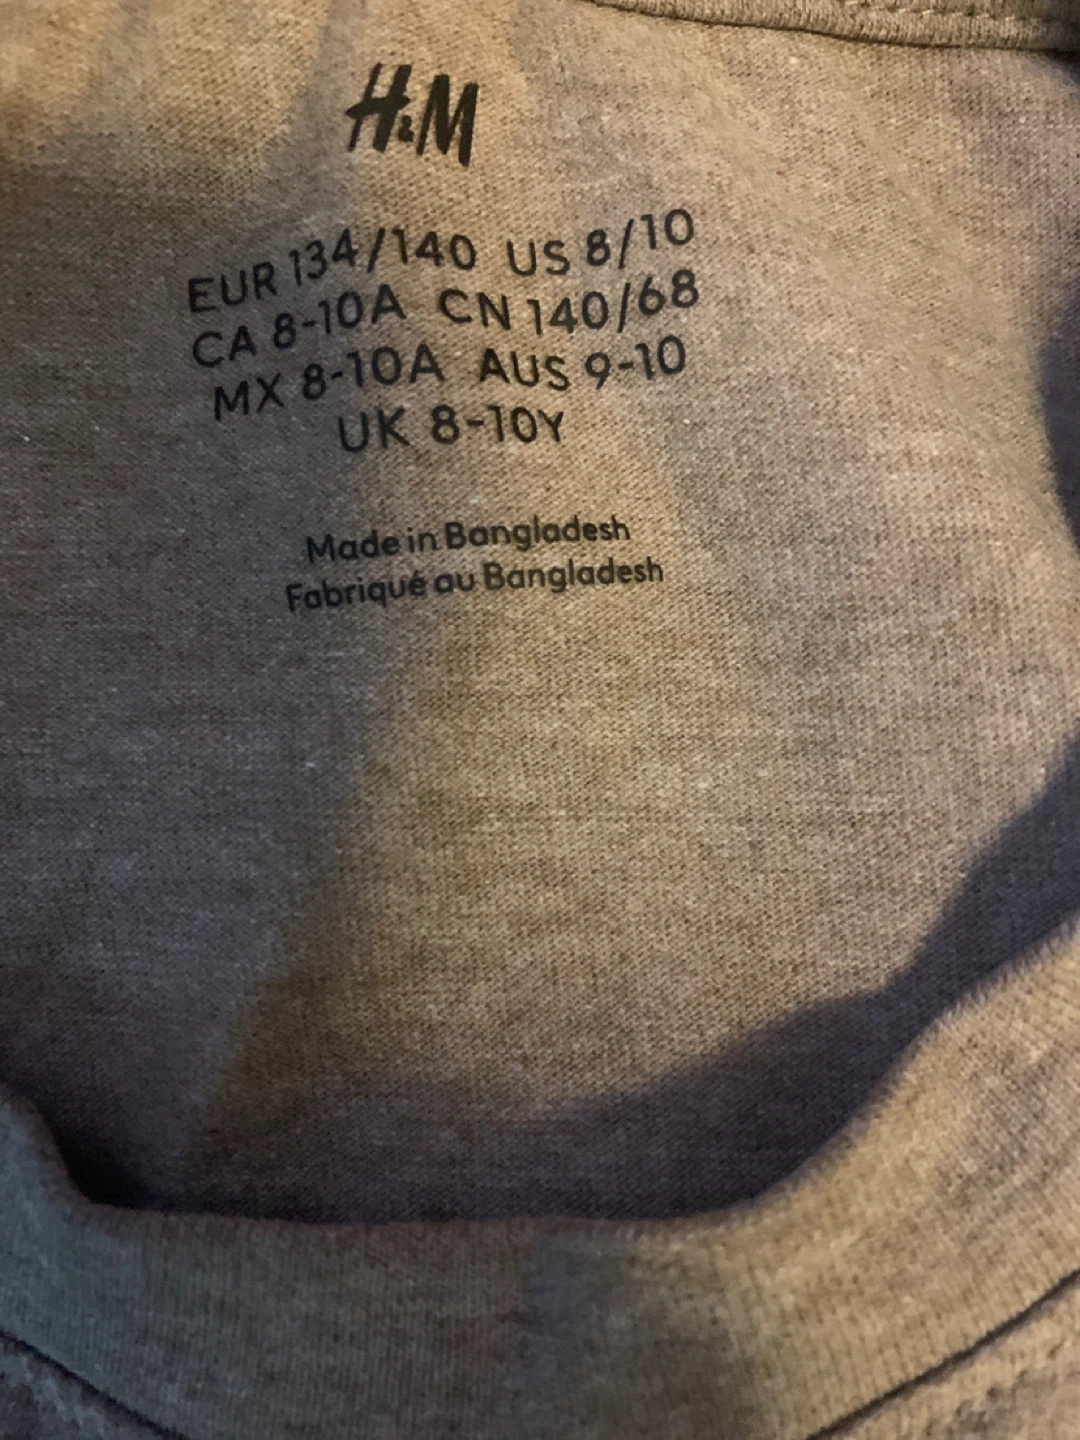 H&M
EUR 134/140 US 8/10
CA 8-10A CN 140/68
MX 8-10A AUS 9-10
UK 8-10Y
Made in Bangladesh
Fabriqué au Bangladesh